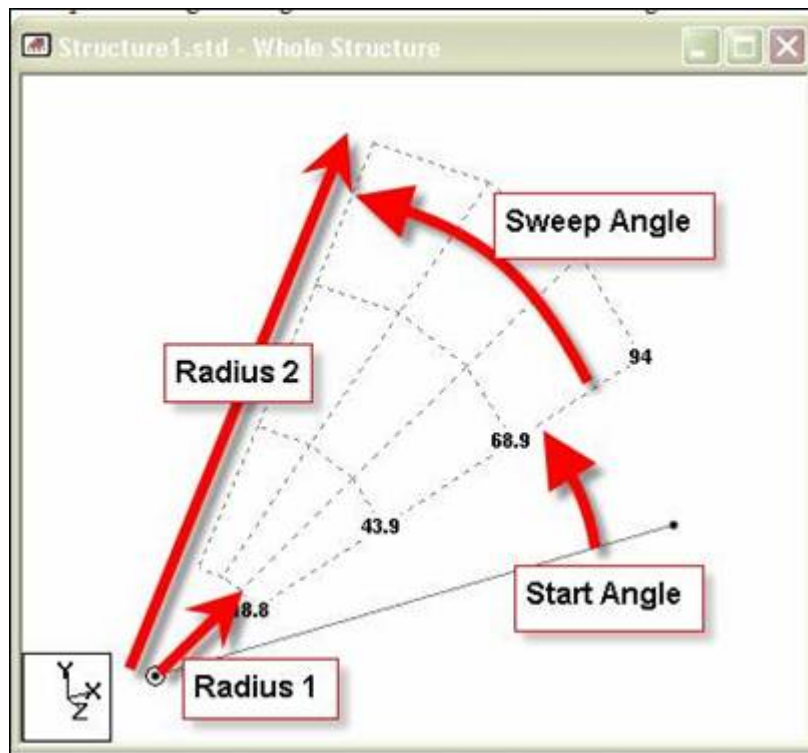 Structure1.std - Whole Structure
Sweep Angle
Radius 2
94
68.9
43.9
Start Angle
18.8
Radius 1
Y
X
Z